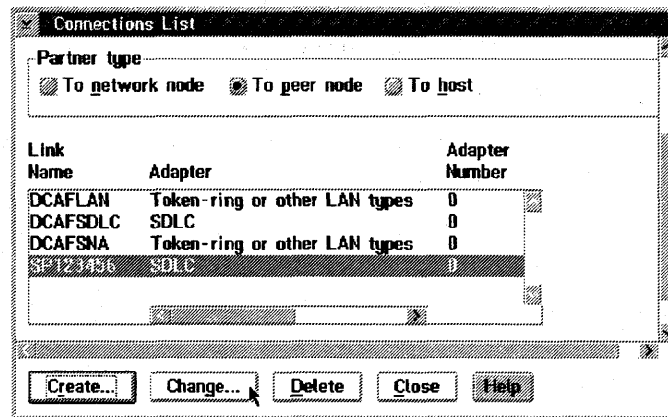 Connections List
Partner type
To network node To peer node To host
Link Name Adapter Adapter Number
DCAFLAN Token-ring or other LAN types 0
DCAFSDLC SDLC 0
DCAFSNA Token-ring or other LAN types 0
SP123456 SDLC 0
Create... Change... Delete Close Help